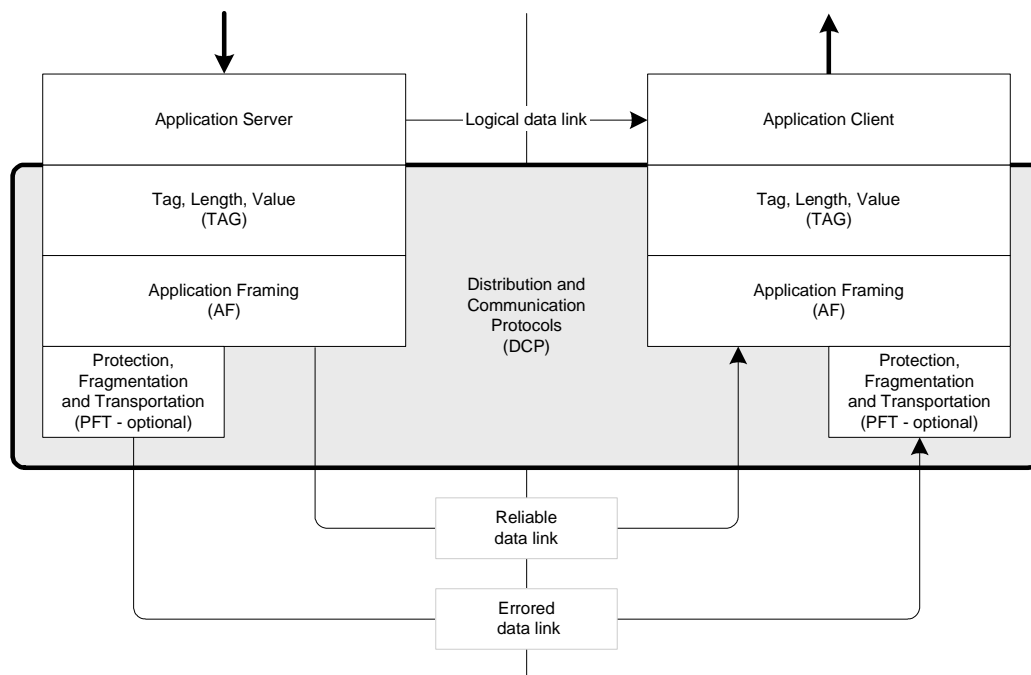 Application Server
Logical data link
Application Client
Tag, Length, Value
(TAG)
Tag, Length, Value
(TAG)
Application Framing
(AF)
Distribution and
Communication
Protocols
(DCP)
Application Framing
(AF)
Protection,
Fragmentation
and Transportation
(PFT - optional)
Protection,
Fragmentation
and Transportation
(PFT - optional)
Reliable
data link
Errored
data link